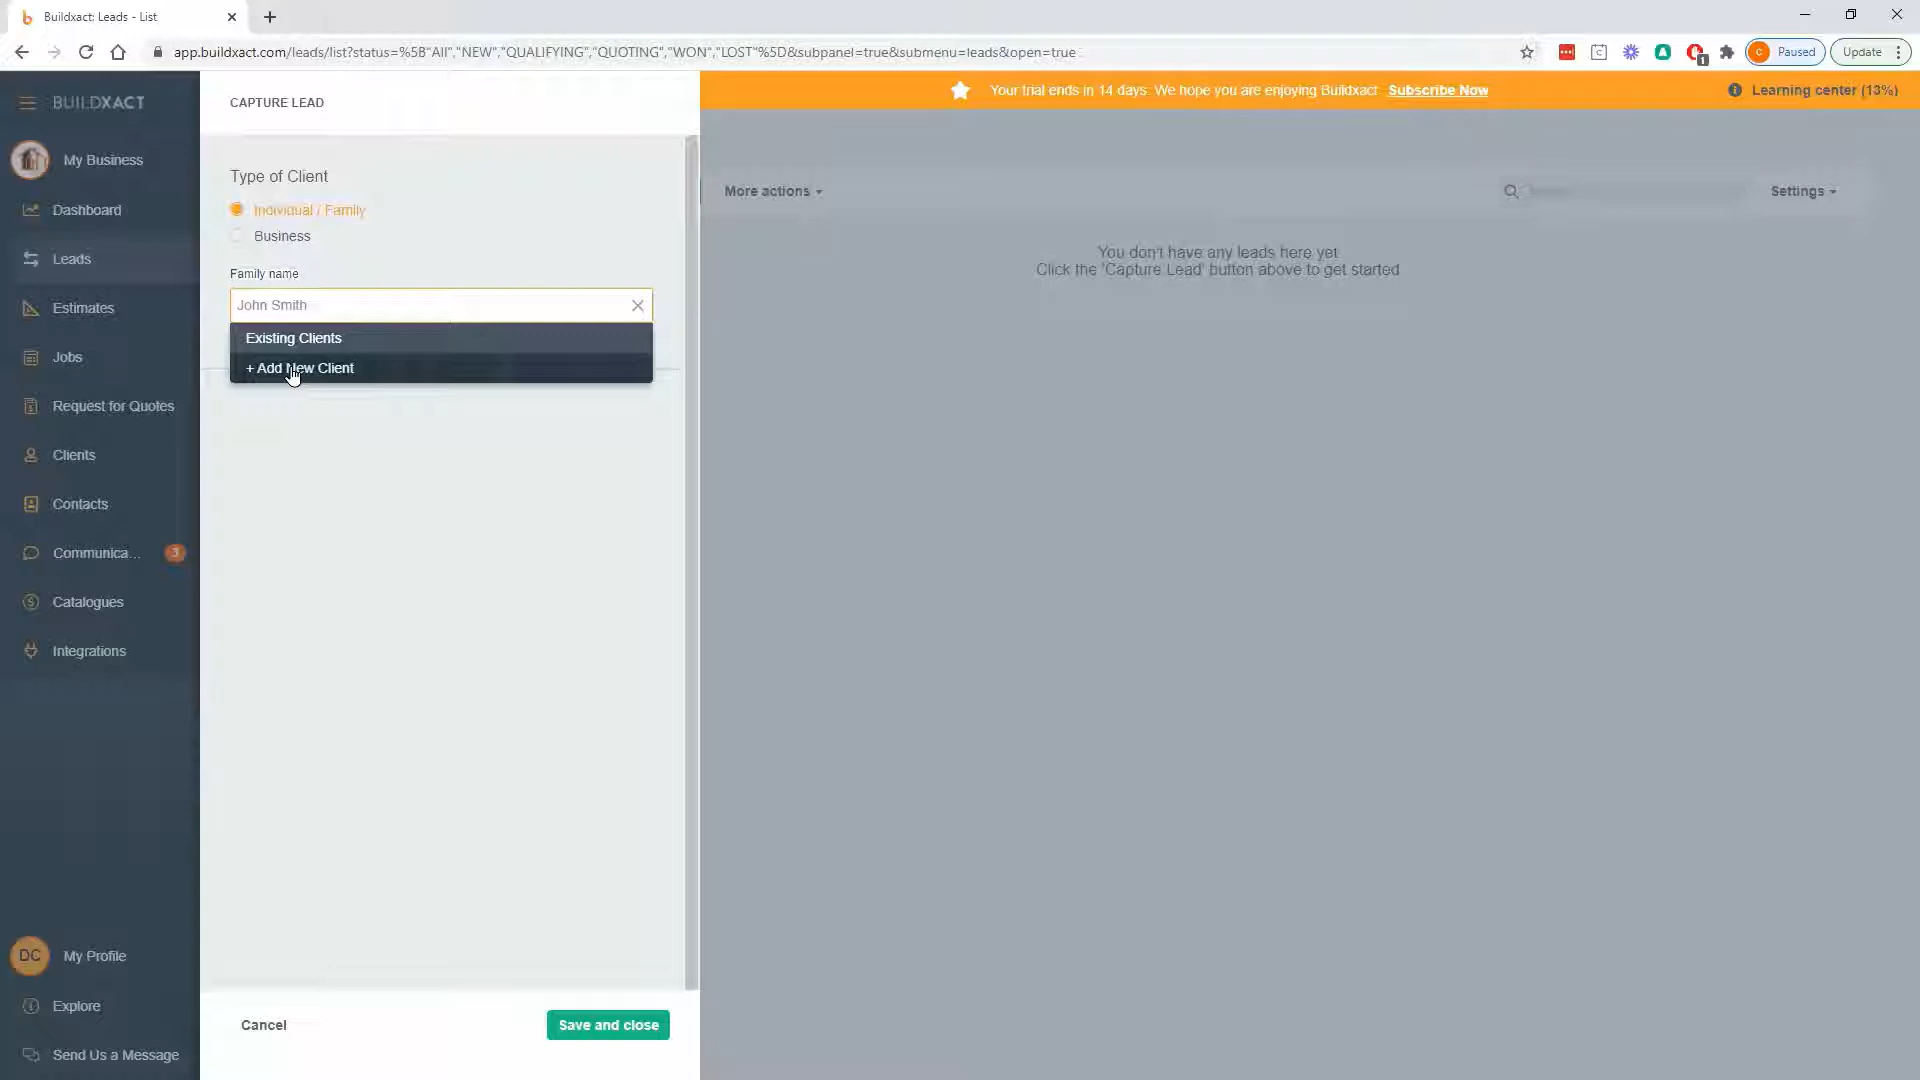 Buildxact: Leads - List
app.buildxact.com/leads/list?status=%5B"All","NEW","QUALIFYING","QUOTING","WON","LOST"%5D&subpanel=true&submenu=leads&open=true
1
C Paused
Update
BUILDXACT
CAPTURE LEAD
Your trial ends in 14 days. We hope you are enjoying Buildxact Subscribe Now
Learning center (13%)
My Business
Dashboard
Leads
Estimates
Jobs
Request for Quotes
Clients
Contacts
Communica... 3
Catalogues
Integrations
DC My Profile
Explore
Send Us a Message
Type of Client
Individual / Family
Business
Family name
John Smith
Existing Clients
+ Add New Client
Cancel
Save and close
More actions
Settings
You don't have any leads here yet
Click the 'Capture Lead' button above to get started